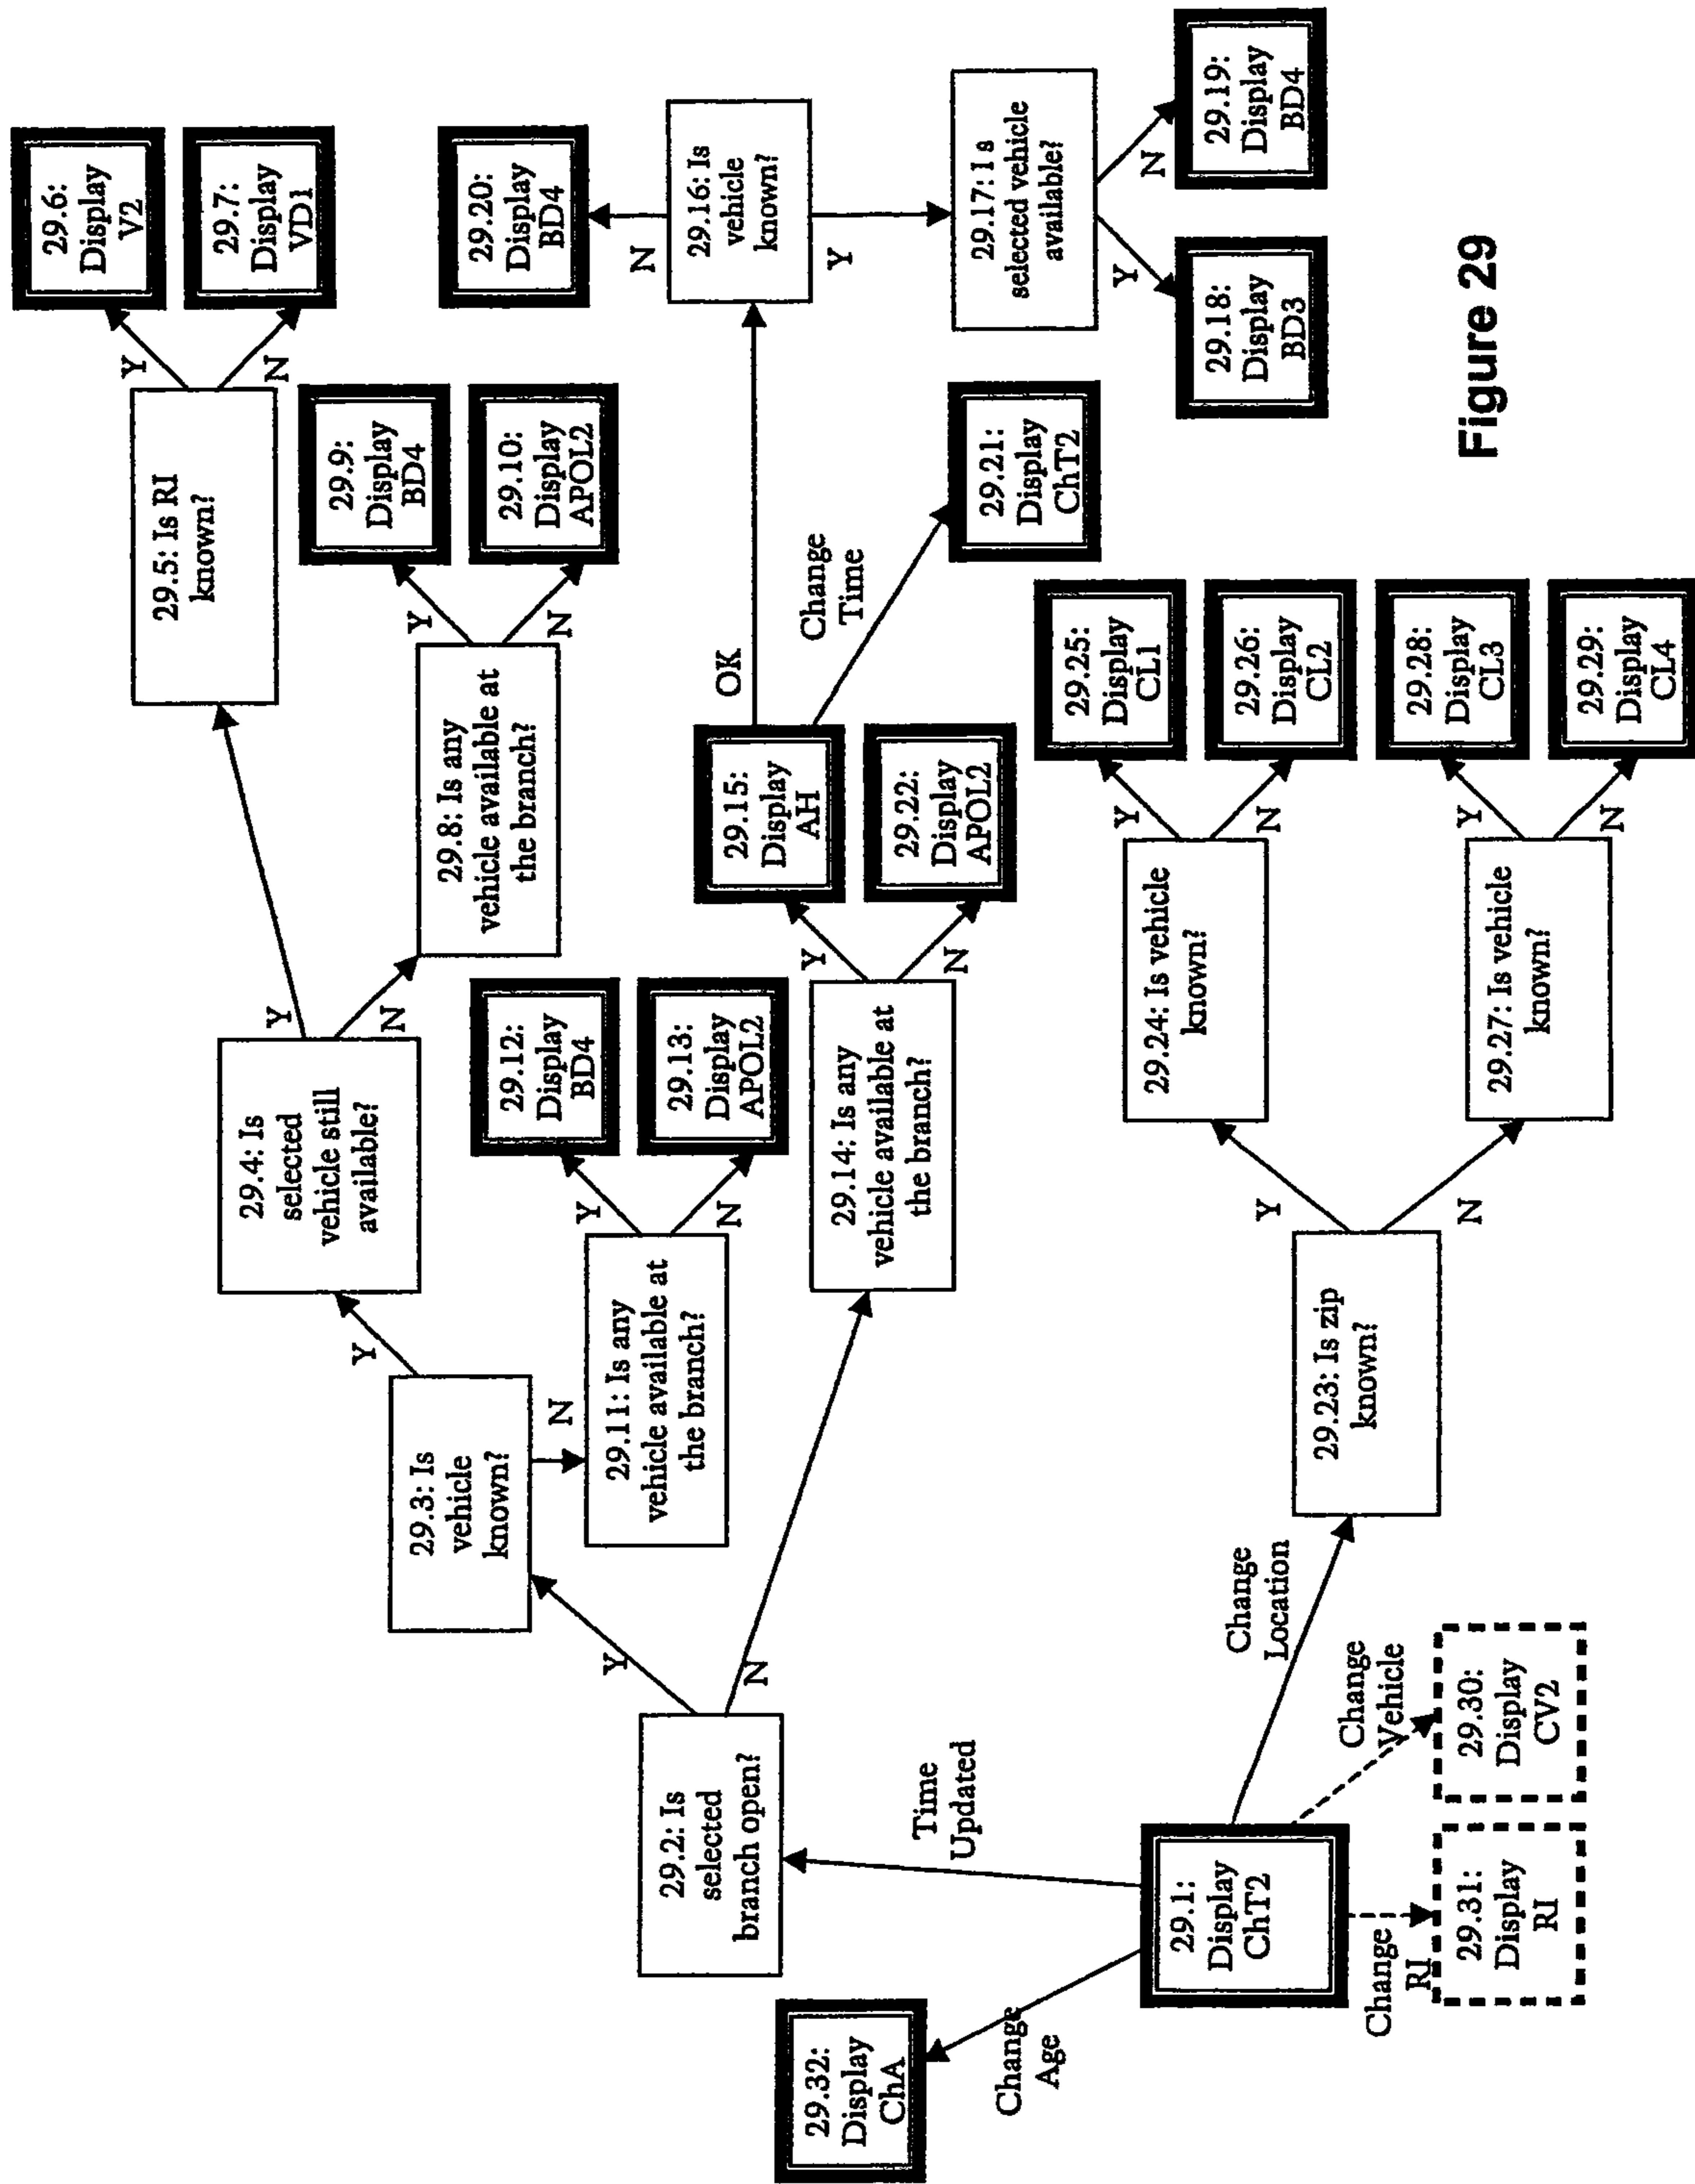 29.1:
Display
ChT2
Change
Age
29.32:
Display
ChA
Change
RI
29.31:
Display
RI
Change
Vehicle
29.30:
Display
CV2
Time
Updated
29.2: Is
selected
branch open?
Y
N
29.3: Is
vehicle
known?
Y
N
29.4: Is
selected
vehicle still
available?
Y
N
29.5: Is RI
known?
Y
N
29.6:
Display
V2
29.7:
Display
VD1
29.8: Is any
vehicle available at
the branch?
Y
N
29.9:
Display
BD4
29.10:
Display
APOL2
29.11: Is any
vehicle available at
the branch?
Y
N
29.12:
Display
BD4
29.13:
Display
APOL2
29.14: Is any
vehicle available at
the branch?
Y
N
29.15:
Display
AH
29.22:
Display
APOL2
OK
Change
Time
29.21:
Display
ChT2
29.16: Is
vehicle
known?
N
Y
29.20:
Display
BD4
29.17: I s
selected vehicle
available?
Y
N
29.18:
Display
BD3
29.19:
Display
BD4
Change
Location
29.23: Is zip
known?
Y
N
29.24: Is vehicle
known?
Y
N
29.25:
Display
CL1
29.26:
Display
CL2
29.27: Is vehicle
known?
Y
N
29.28:
Display
CL3
29.29:
Display
CL4
Figure 29